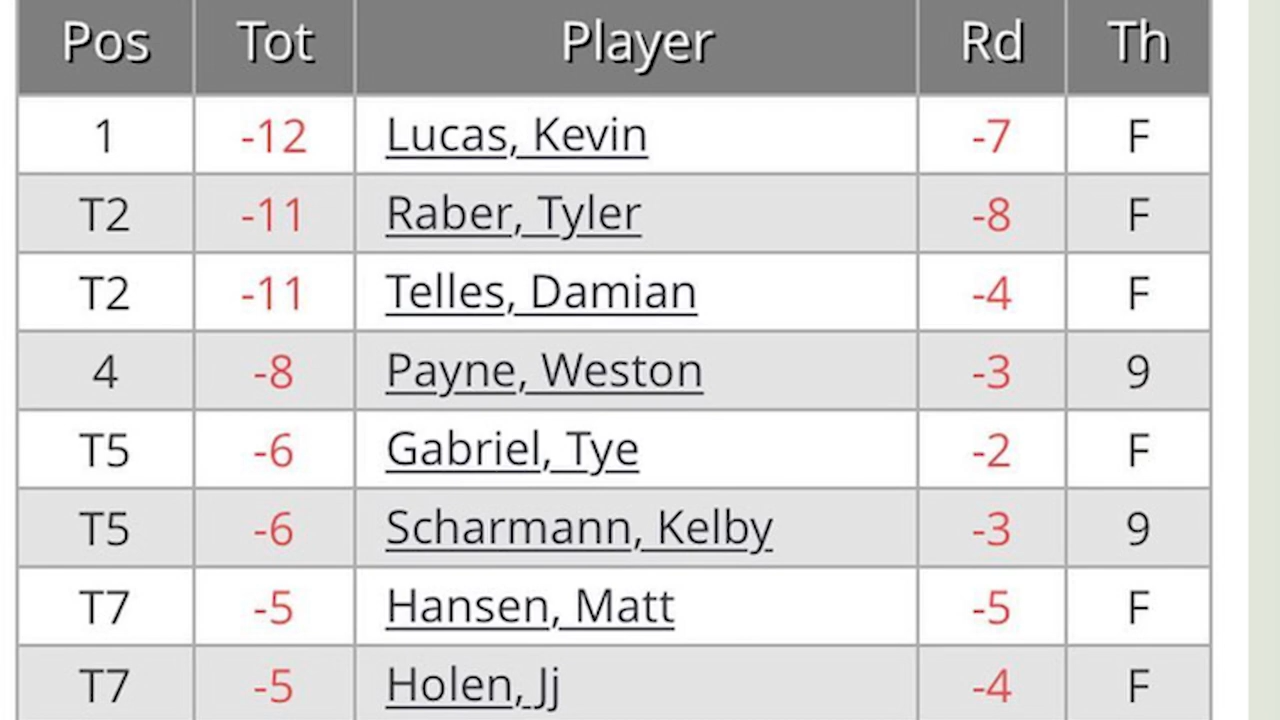 Pos Tot Player Rd Th
1 -12 Lucas, Kevin -7 F
T2 -11 Raber, Tyler -8 F
T2 -11 Telles, Damian -4 F
4 -8 Payne, Weston -3 9
T5 -6 Gabriel, Tye -2 F
T5 -6 Scharmann, Kelby -3 9
T7 -5 Hansen, Matt -5 F
T7 -5 Holen, Jj -4 F